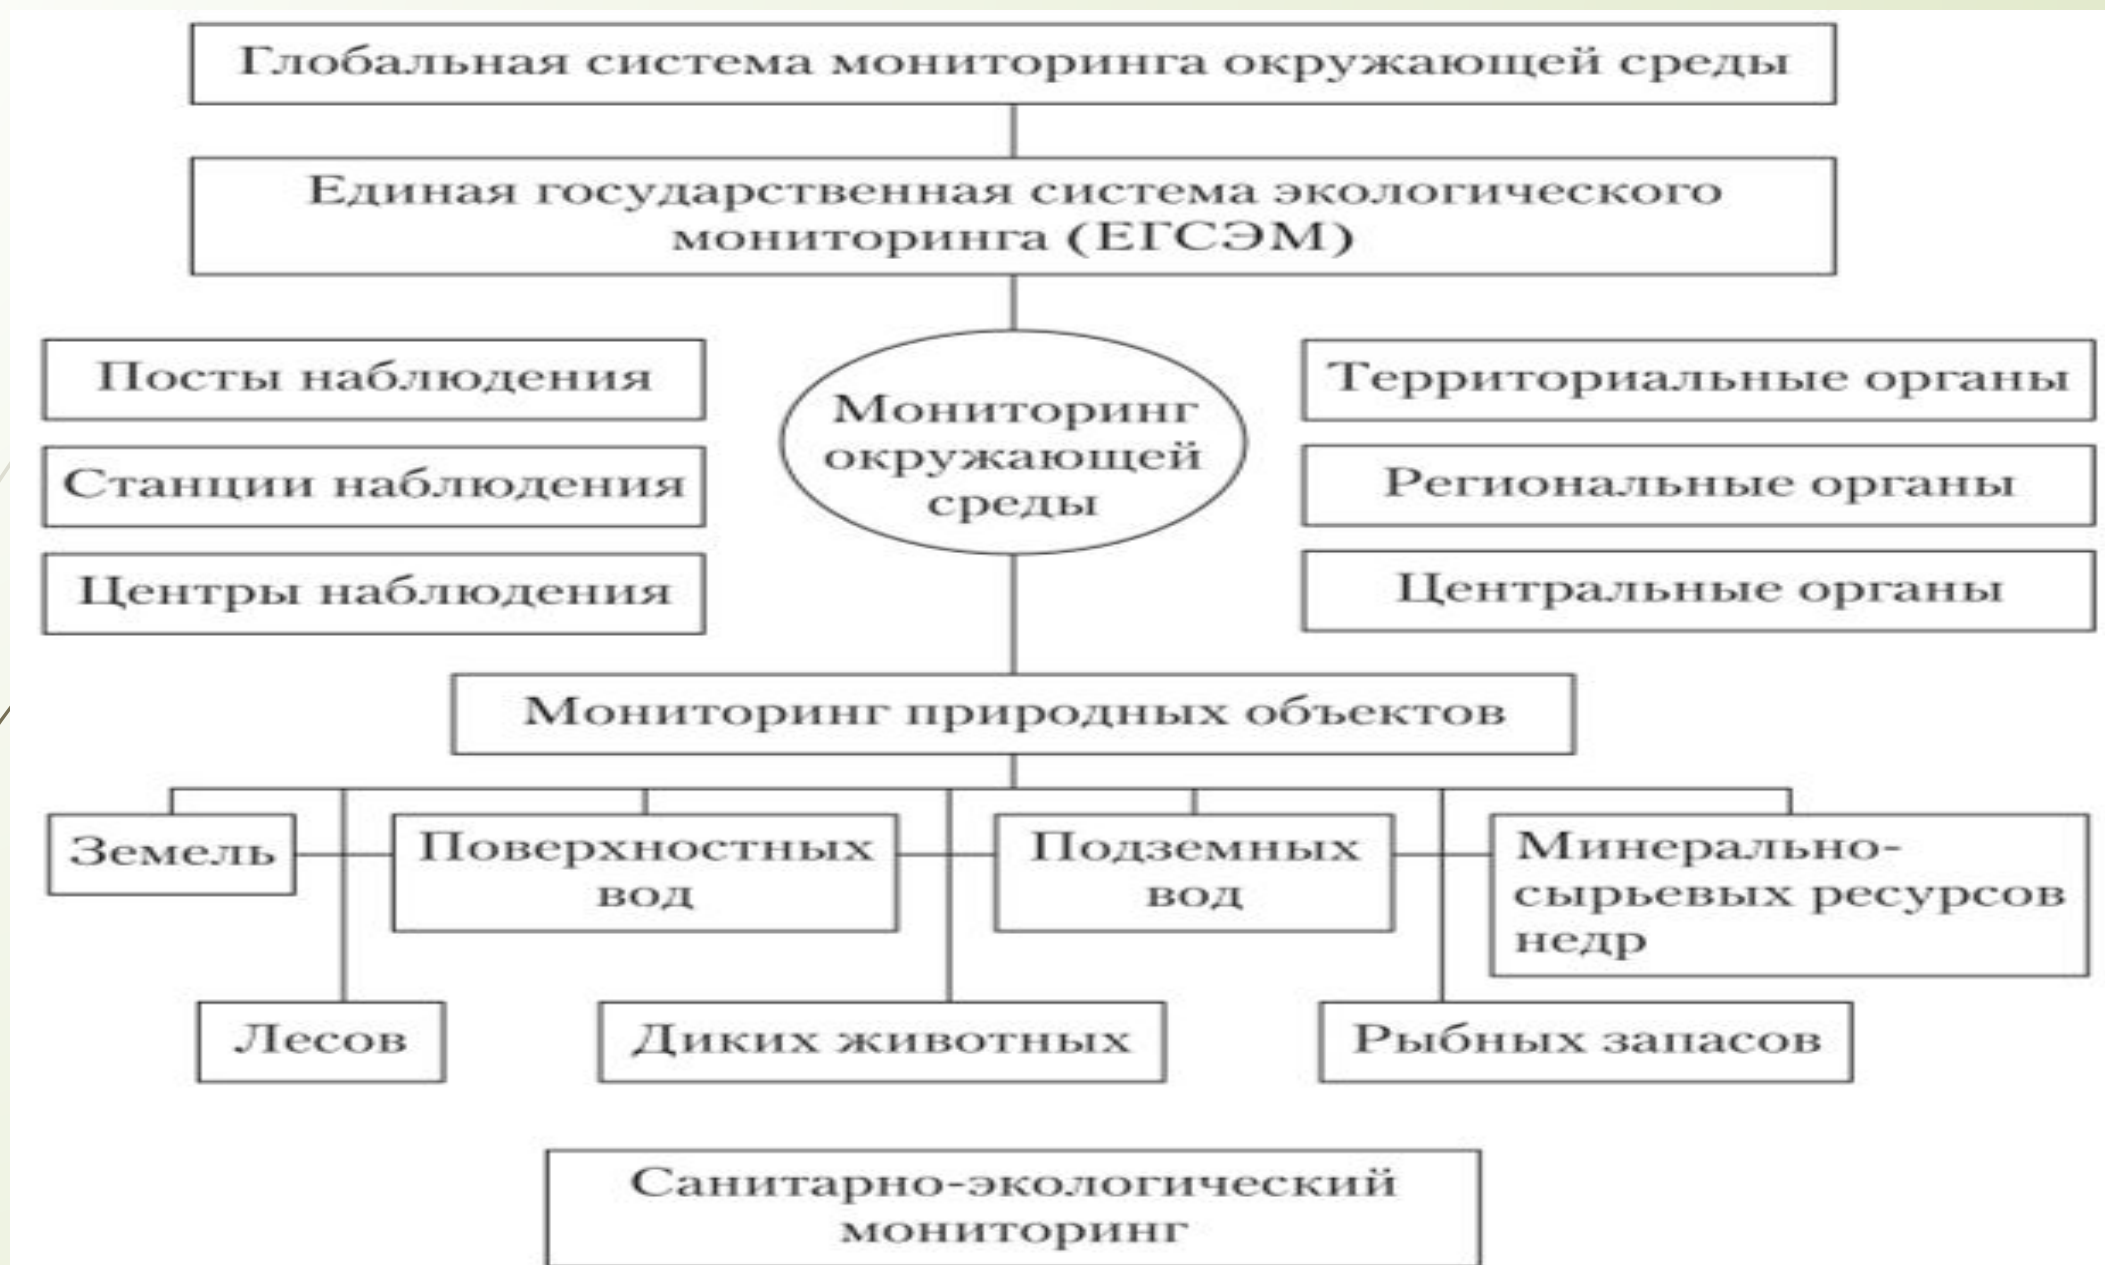 Глобальная система мониторинга окружающей среды
Единая государственная система экологического
мониторинга (ЕГСЭМ)
Посты наблюдения
Станции наблюдения
Центры наблюдения
Мониторинг
окружающей
среды
Территориальные органы
Региональные органы
Центральные органы
Мониторинг природных объектов
Земель
Поверхностных
вод
Подземных
вод
Минерально-
сырьевых ресурсов
недр
Лесов
Диких животных
Рыбных запасов
Санитарно-экологический
мониторинг